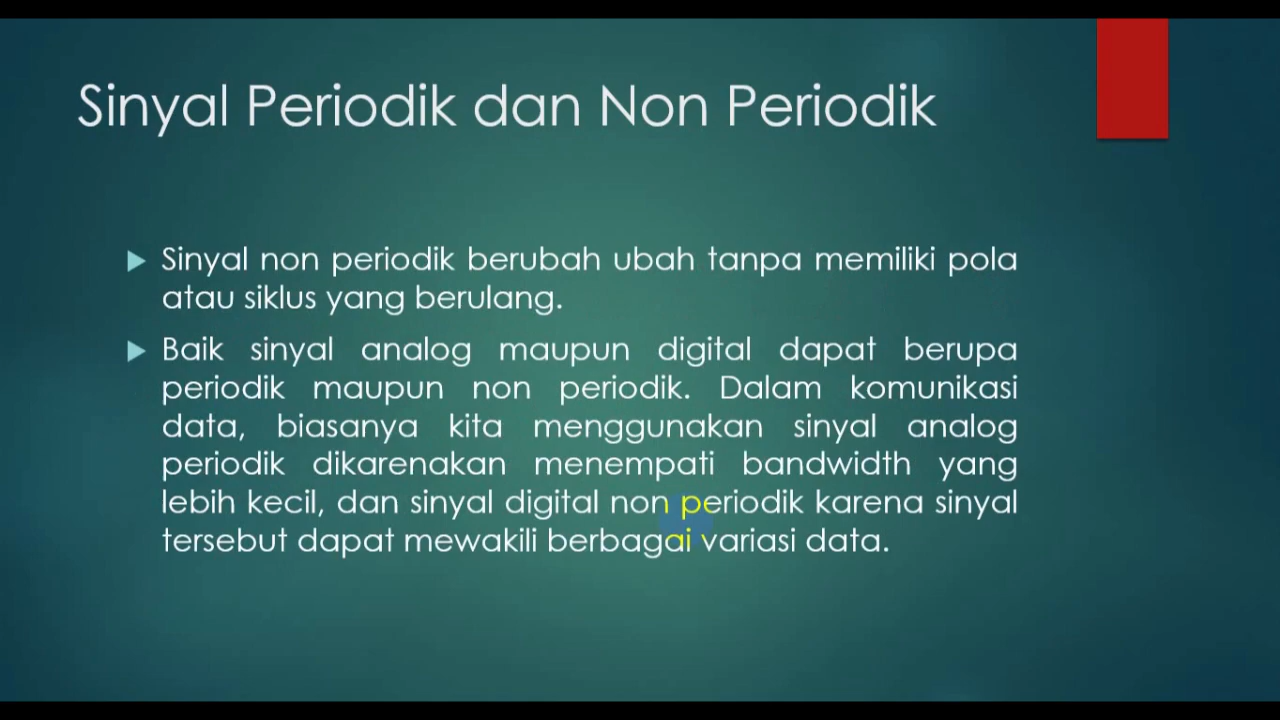 Sinyal Periodik dan Non Periodik
Sinyal non periodik berubah ubah tanpa memiliki pola
atau siklus yang berulang.
Baik sinyal analog maupun digital dapat berupa
periodik maupun non periodik. Dalam komunikasi
data, biasanya kita menggunakan sinyal analog
periodik dikarenakan menempati bandwidth yang
lebih kecil, dan sinyal digital non periodik karena sinyal
tersebut dapat mewakili berbagai variasi data.